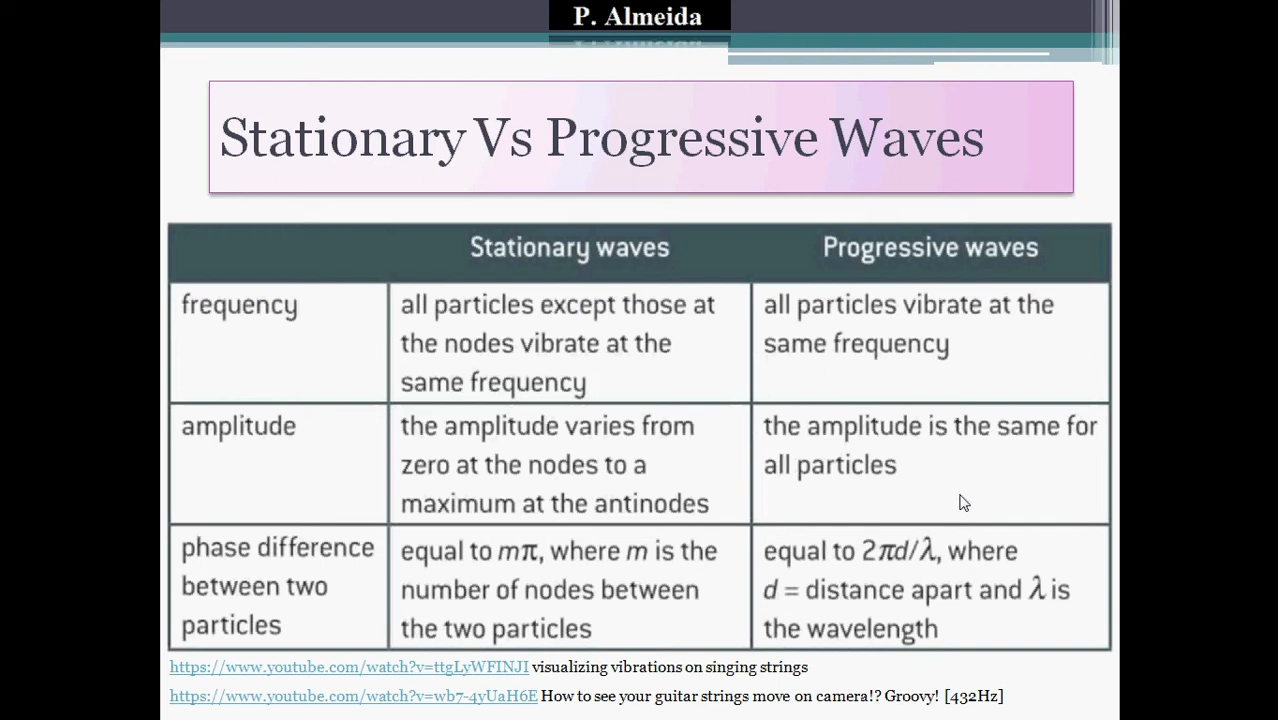 P. Almeida
Stationary Vs Progressive Waves
Stationary waves
Progressive waves
frequency
all particles except those at
the nodes vibrate at the
same frequency
all particles vibrate at the
same frequency
amplitude
the amplitude varies from
zero at the nodes to a
maximum at the antinodes
the amplitude is the same for
all particles
phase difference
between two
particles
equal to mπ, where m is the
number of nodes between
the two particles
equal to 2πd/λ, where
d = distance apart and λ is
the wavelength
https://www.youtube.com/watch?v=ttgLyWFINJI visualizing vibrations on singing strings
https://www.youtube.com/watch?v=wb7-4yUaH6E How to see your guitar strings move on camera!? Groovy! [432Hz]